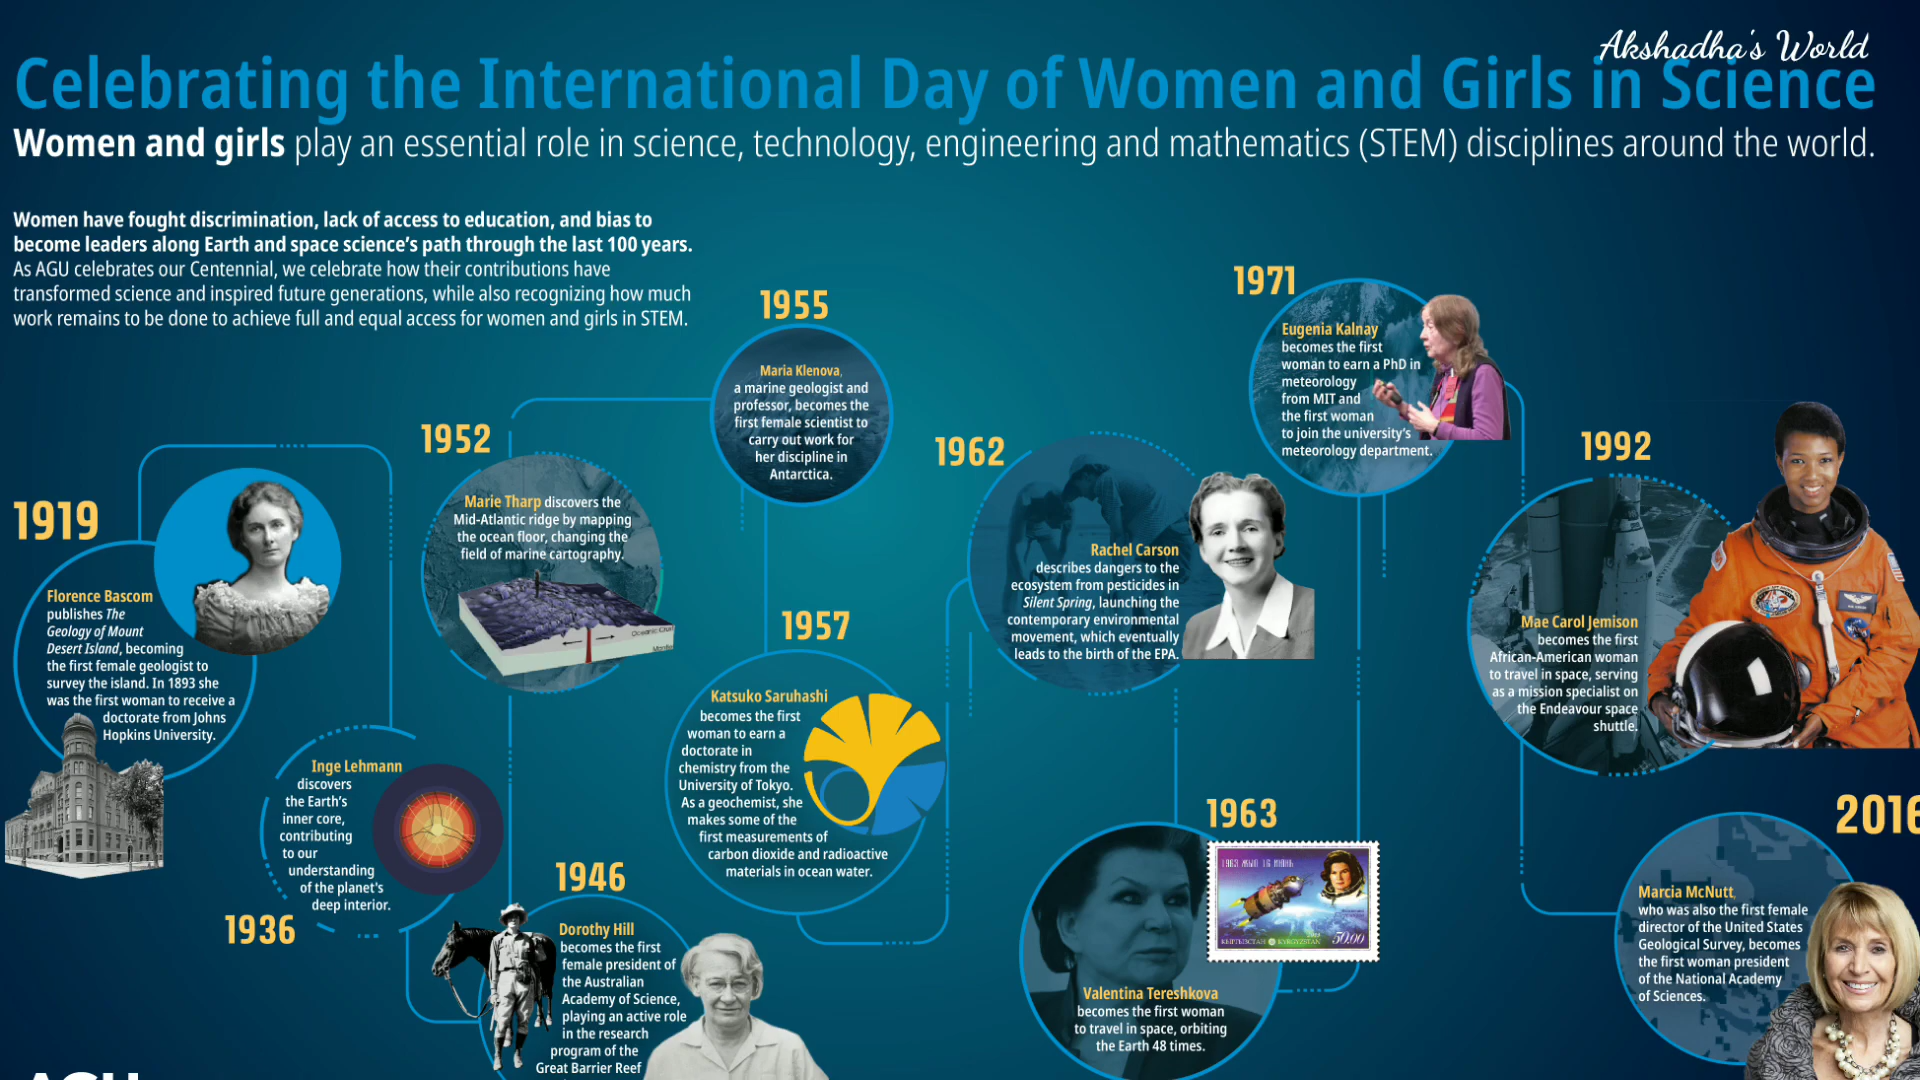 Akshadha's World
Celebrating the International Day of Women and Girls in Science
Women and girls play an essential role in science, technology, engineering and mathematics (STEM) disciplines around the world.
Women have fought discrimination, lack of access to education, and bias to
become leaders along Earth and space science's path through the last 100 years.
As AGU celebrates our Centennial, we celebrate how their contributions have
transformed science and inspired future generations, while also recognizing how much
work remains to be done to achieve full and equal access for women and girls in STEM.
1919
Florence Bascom
publishes The
Geology of Mount
Desert Island, becoming
the first female geologist to
survey the island. In 1893 she
was the first woman to receive a
doctorate from Johns
Hopkins University.
Inge Lehmann
discovers
the Earth's
inner core,
contributing
to our
understanding
of the planet's
deep interior.
1936
1946
Dorothy Hill
becomes the first
female president of
the Australian
Academy of Science,
playing an active role
in the research
program of the
Great Barrier Reef
1952
Marie Tharp discovers the
Mid-Atlantic ridge by mapping
the ocean floor, changing the
field of marine cartography.
Oceanic Crust
Mantle
1955
Maria Klenova,
a marine geologist and
professor, becomes the
first female scientist to
carry out work for
her discipline in
Antarctica.
1957
Katsuko Saruhashi
becomes the first
woman to earn a
doctorate in
chemistry from the
University of Tokyo.
As a geochemist, she
makes some of the
first measurements of
carbon dioxide and radioactive
materials in ocean water.
1962
Rachel Carson
describes dangers to the
ecosystem from pesticides in
Silent Spring, launching the
contemporary environmental
movement, which eventually
leads to the birth of the EPA.
1963
КЫРГЫЗСТАН KYRGYZSTAN
50.00
Valentina Tereshkova
becomes the first woman
to travel in space, orbiting
the Earth 48 times.
1971
Eugenia Kalnay
becomes the first
woman to earn a PhD in
meteorology
from MIT and
the first woman
to join the university's
meteorology department.
1992
Mae Carol Jemison
becomes the first
African-American woman
to travel in space, serving
as a mission specialist on
the Endeavour space
shuttle.
2016
Marcia McNutt,
who was also the first female
director of the United States
Geological Survey, becomes
the first woman president
of the National Academy
of Sciences.
AGU